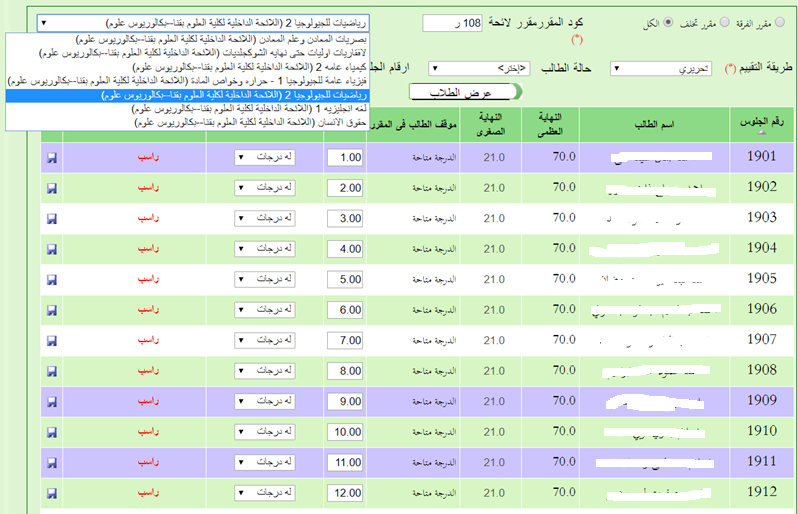 مقرر الفرقة مقرر تخلف الكل كود المقررمقرر لائحة 108 ر رياضيات للجيولوجيا 2 (اللائحة الداخلية لكلية العلوم بقنا--بكالوريوس علوم)
(*)
بصريات المعادن وعلم المعادن (اللائحة الداخلية لكلية العلوم بقنا--بكالوريوس علوم)
لافقاريات اوليات حتى نهايه الشوكجلديات (اللائحة الداخلية لكلية العلوم بقنا--بكالوريوس علوم)
كيمياء عامه 2 (اللائحة الداخلية لكلية العلوم بقنا--بكالوريوس علوم)
فيزياء عامة للجيولوجيا 1 - حراره وخواص المادة (اللائحة الداخلية لكلية العلوم بقنا--بكالوريوس علوم)
رياضيات للجيولوجيا 2 (اللائحة الداخلية لكلية العلوم بقنا--بكالوريوس علوم)
لغه انجليزيه 1 (اللائحة الداخلية لكلية العلوم بقنا--بكالوريوس علوم)
حقوق الانسان (اللائحة الداخلية لكلية العلوم بقنا--بكالوريوس علوم)
طريقة التقييم (*) تحريري حالة الطالب <إختر> ارقام
عرض الطلاب
رقم الجلوس اسم الطالب النهاية العظمى النهاية الصغرى موقف الطالب فى المقرر
1901 70.0 21.0 الدرجة متاحة 1.00 له درجات راسب
1902 70.0 21.0 الدرجة متاحة 2.00 له درجات راسب
1903 70.0 21.0 الدرجة متاحة 3.00 له درجات راسب
1904 70.0 21.0 الدرجة متاحة 4.00 له درجات راسب
1905 70.0 21.0 الدرجة متاحة 5.00 له درجات راسب
1906 70.0 21.0 الدرجة متاحة 6.00 له درجات راسب
1907 70.0 21.0 الدرجة متاحة 7.00 له درجات راسب
1908 70.0 21.0 الدرجة متاحة 8.00 له درجات راسب
1909 70.0 21.0 الدرجة متاحة 9.00 له درجات راسب
1910 70.0 21.0 الدرجة متاحة 10.00 له درجات راسب
1911 70.0 21.0 الدرجة متاحة 11.00 له درجات راسب
1912 70.0 21.0 الدرجة متاحة 12.00 له درجات راسب